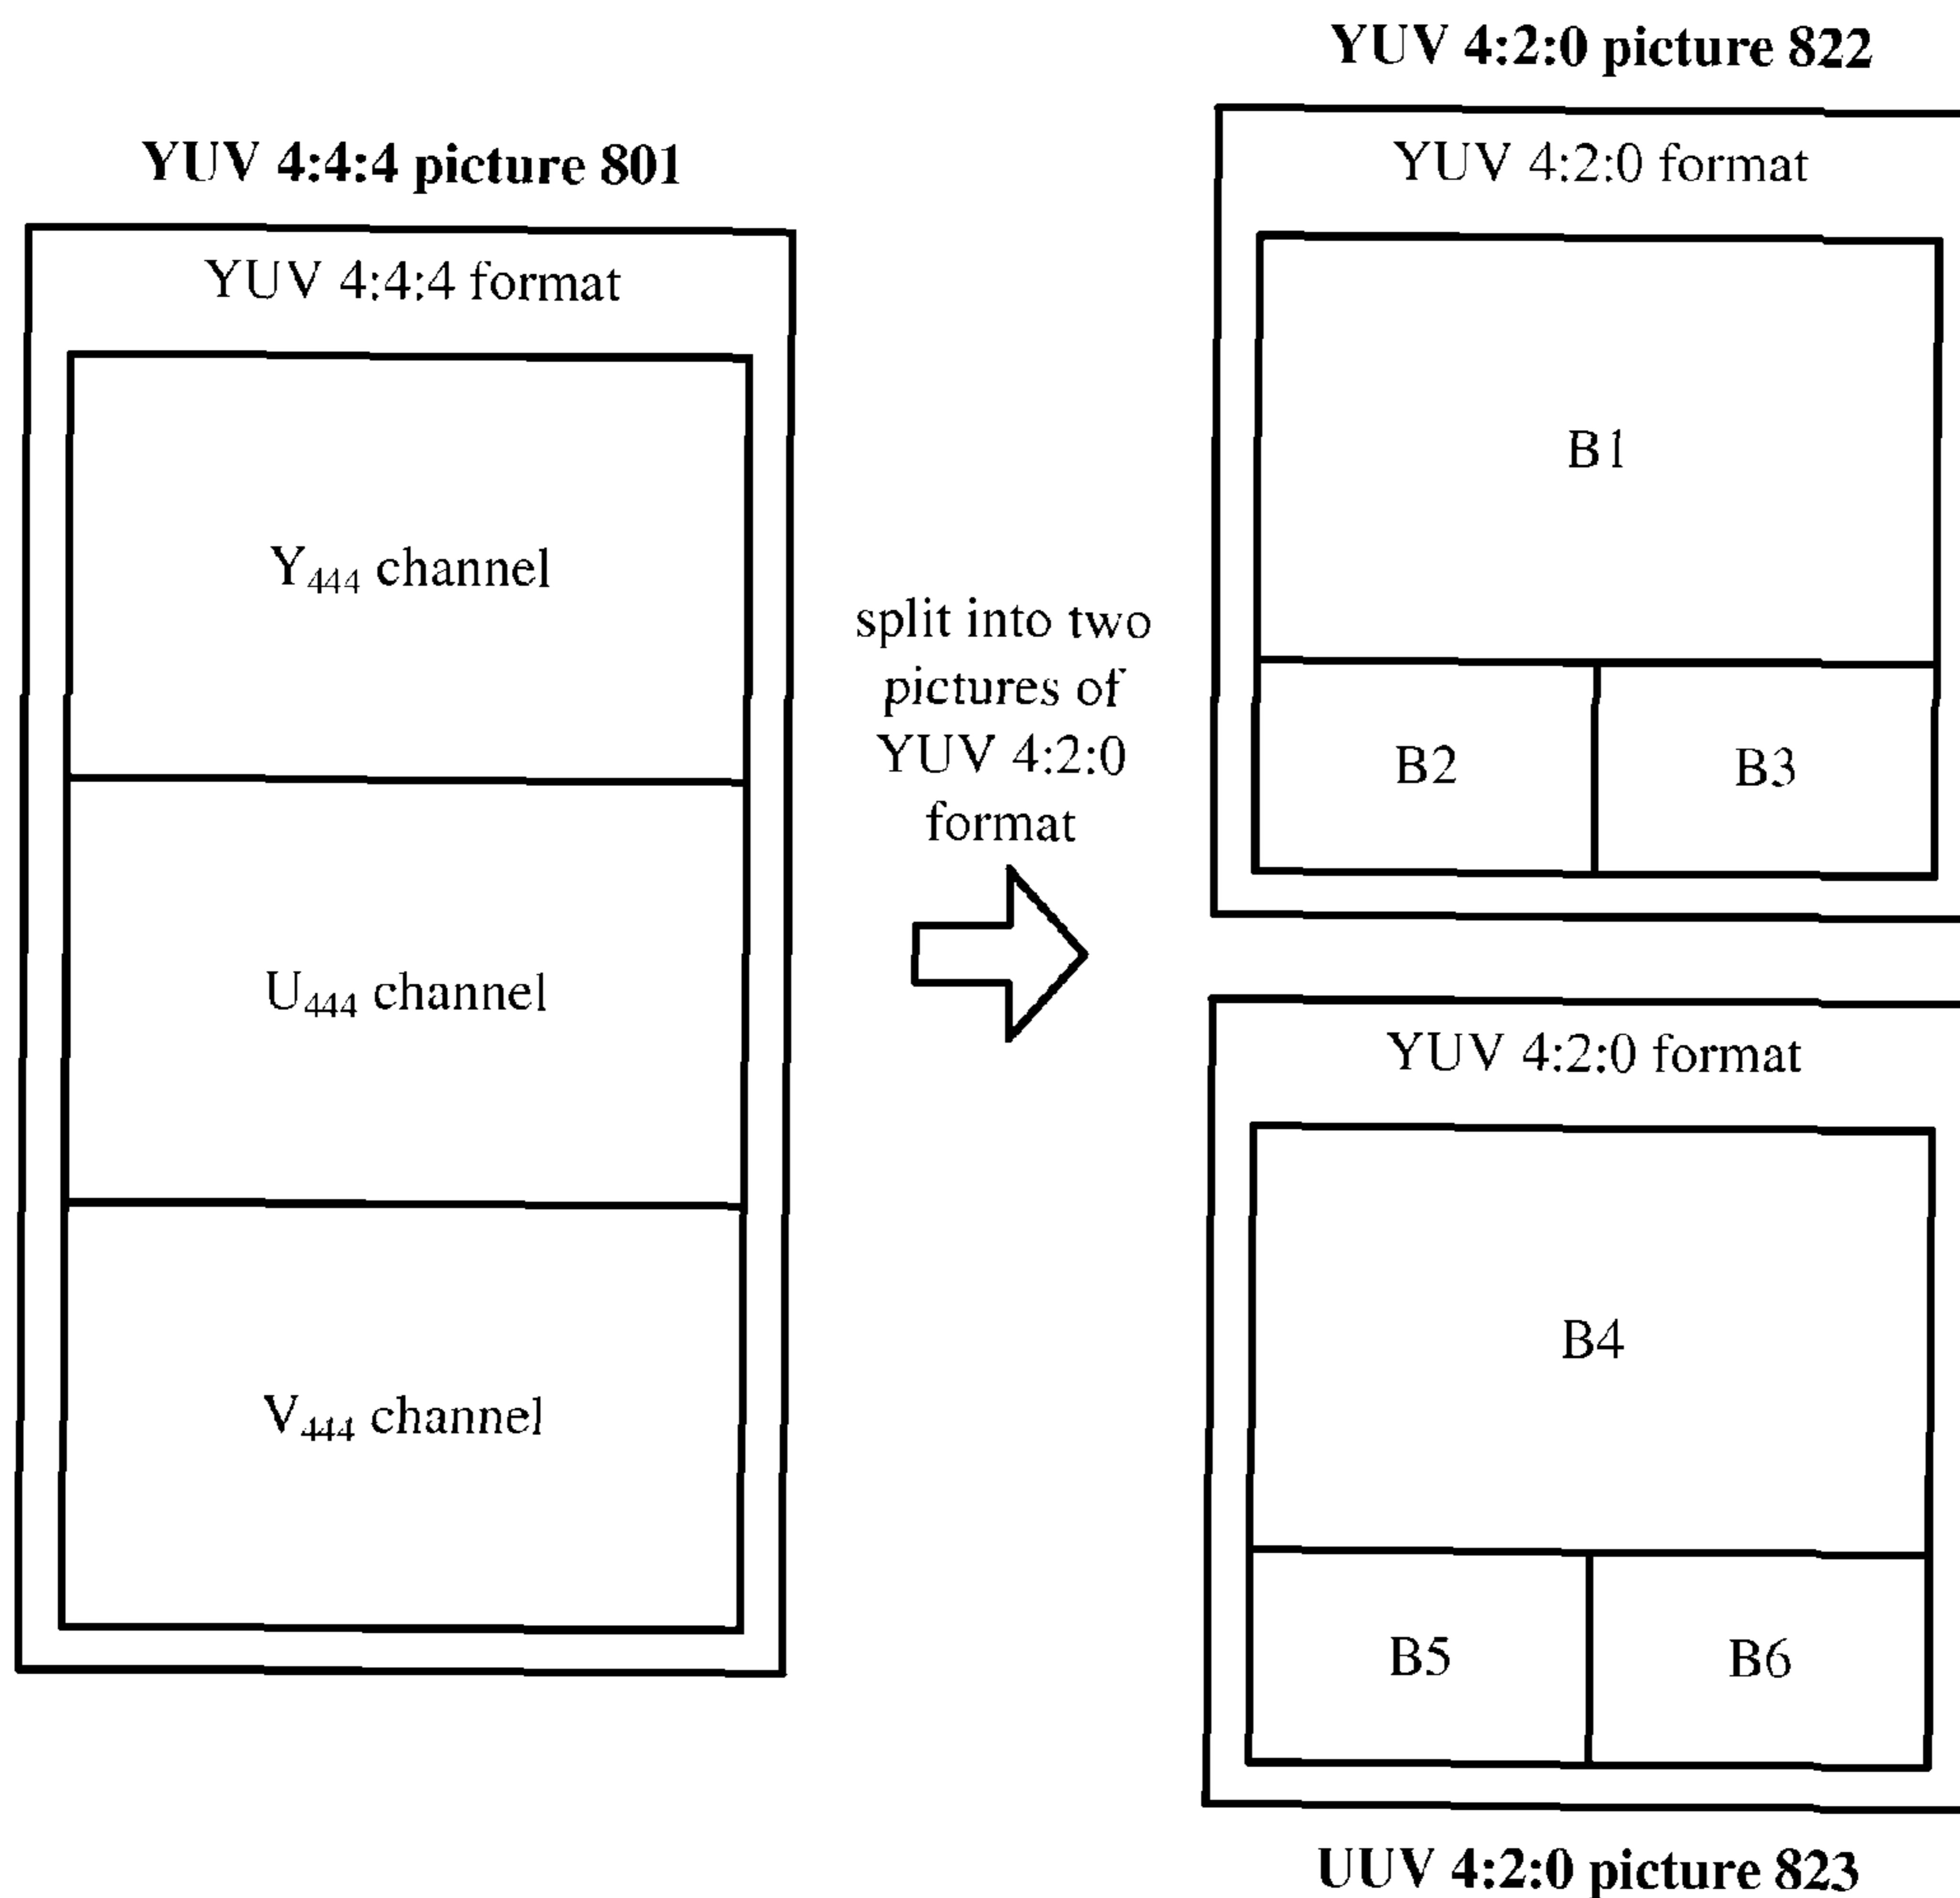 YUV 4:4:4 picture 801
YUV 4:4:4 format
Y₄₄₄ channel
U₄₄₄ channel
V₄₄₄ channel
split into two
pictures of
YUV 4:2:0
format
YUV 4:2:0 picture 822
YUV 4:2:0 format
B1
B2
B3
YUV 4:2:0 format
B4
B5
B6
UUV 4:2:0 picture 823